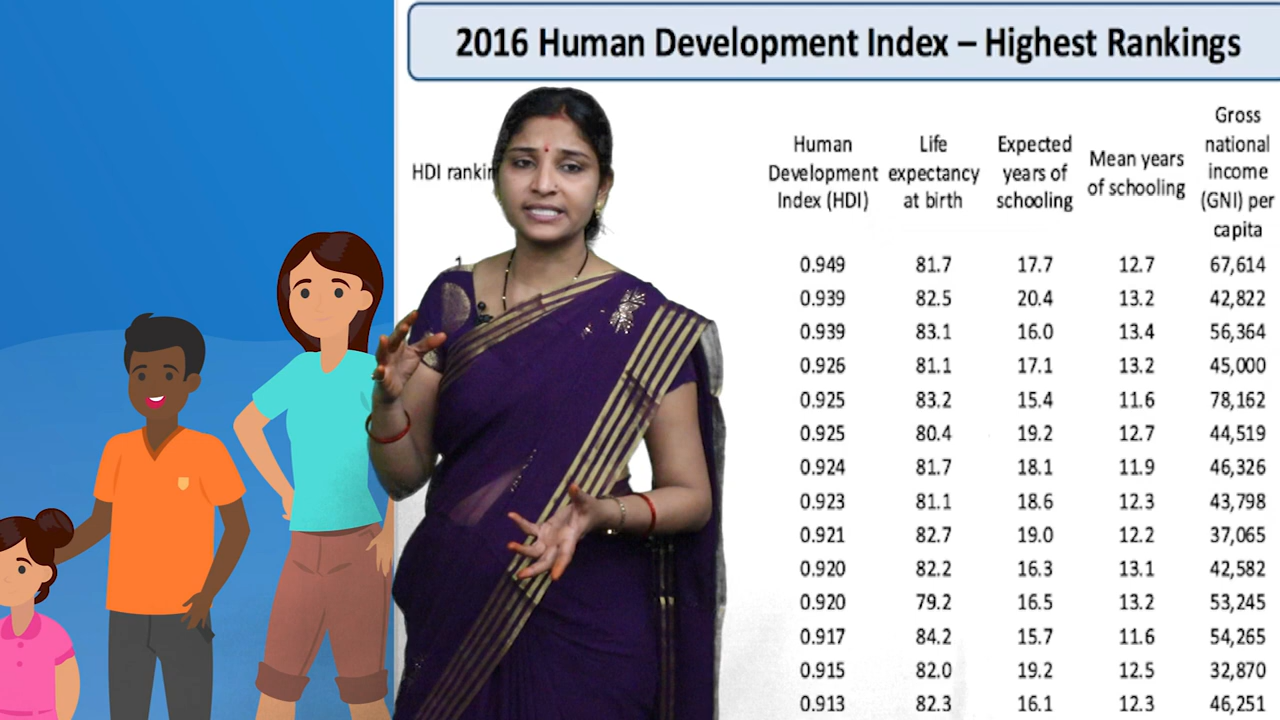 2016 Human Development Index – Highest Rankings
HDI
Human Development Index (HDI)
Life expectancy at birth
Expected years of schooling
Mean years of schooling
Gross national income (GNI) per capita
1 0.949 81.7 17.7 12.7 67,614
0.939 82.5 20.4 13.2 42,822
0.939 83.1 16.0 13.4 56,364
0.926 81.1 17.1 13.2 45,000
0.925 83.2 15.4 11.6 78,162
0.925 80.4 19.2 12.7 44,519
0.924 81.7 18.1 11.9 46,326
0.923 81.1 18.6 12.3 43,798
0.921 82.7 19.0 12.2 37,065
0.920 82.2 16.3 13.1 42,582
0.920 79.2 16.5 13.2 53,245
0.917 84.2 15.7 11.6 54,265
0.915 82.0 19.2 12.5 32,870
0.913 82.3 16.1 12.3 46,251